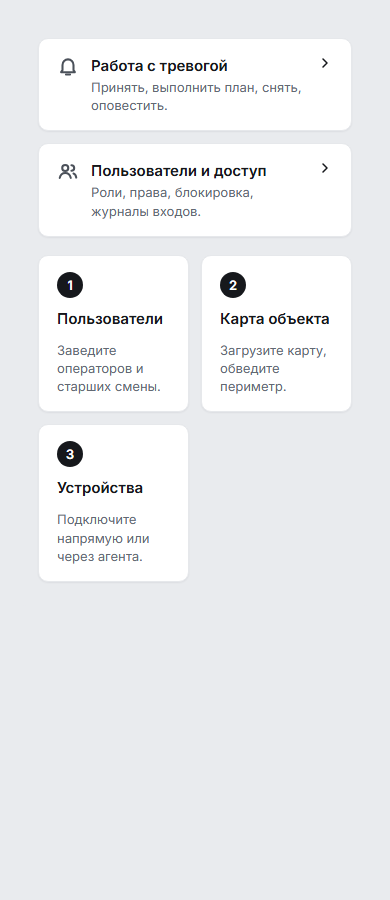 Работа с тревогой
Принять, выполнить план, снять,
оповестить.
Пользователи и доступ
Роли, права, блокировка,
журналы входов.
1
Пользователи
Заведите
операторов и
старших смены.
2
Карта объекта
Загрузите карту,
обведите
периметр.
3
Устройства
Подключите
напрямую или
через агента.